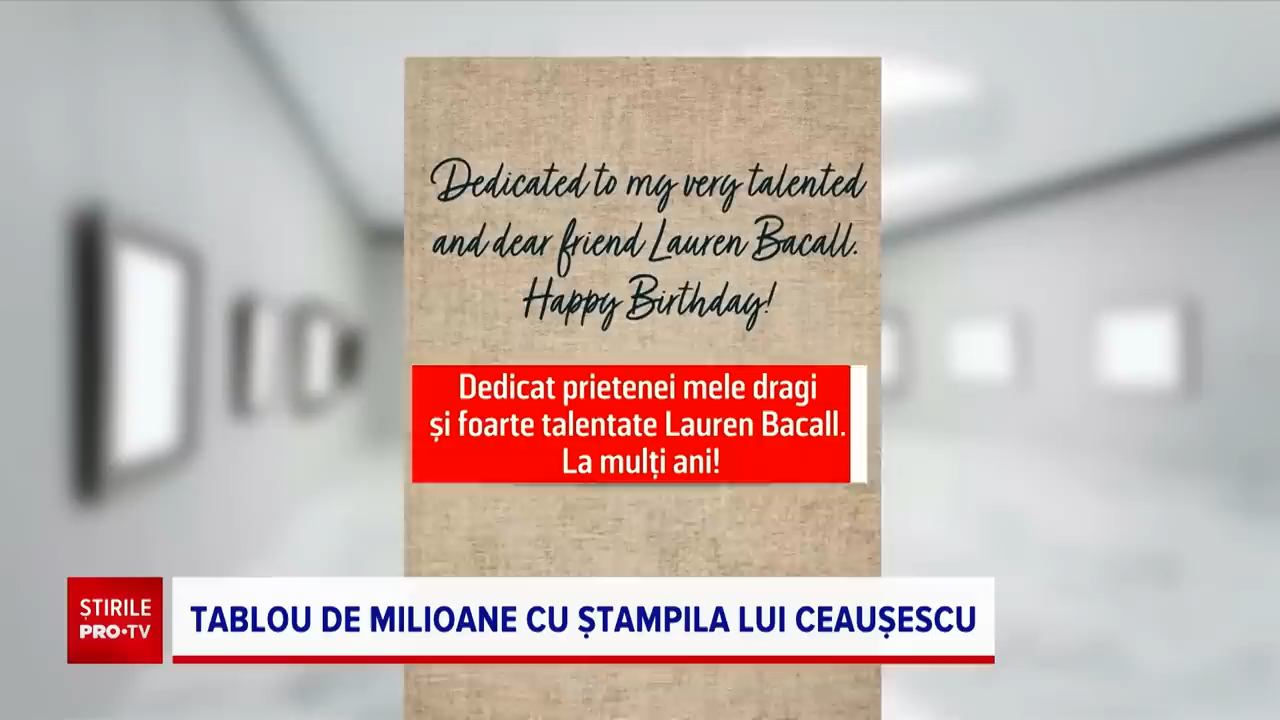 Dedicated to my very talented
and dear friend Lauren Bacall.
Happy Birthday!
Dedicat prietenei mele dragi
și foarte talentate Lauren Bacall.
La mulți ani!
ȘTIRILE
PRO•TV
TABLOU DE MILIOANE CU ȘTAMPILA LUI CEAUȘESCU